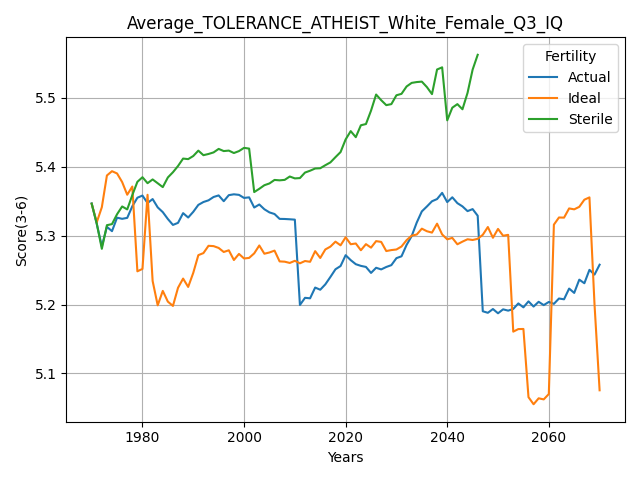 Average_TOLERANCE_ATHEIST_White_Female_Q3_IQ
Fertility
Actual
Ideal
Sterile
Score(3-6)
5.5
5.4
5.3
5.2
5.1
1980
2000
2020
2040
2060
Years